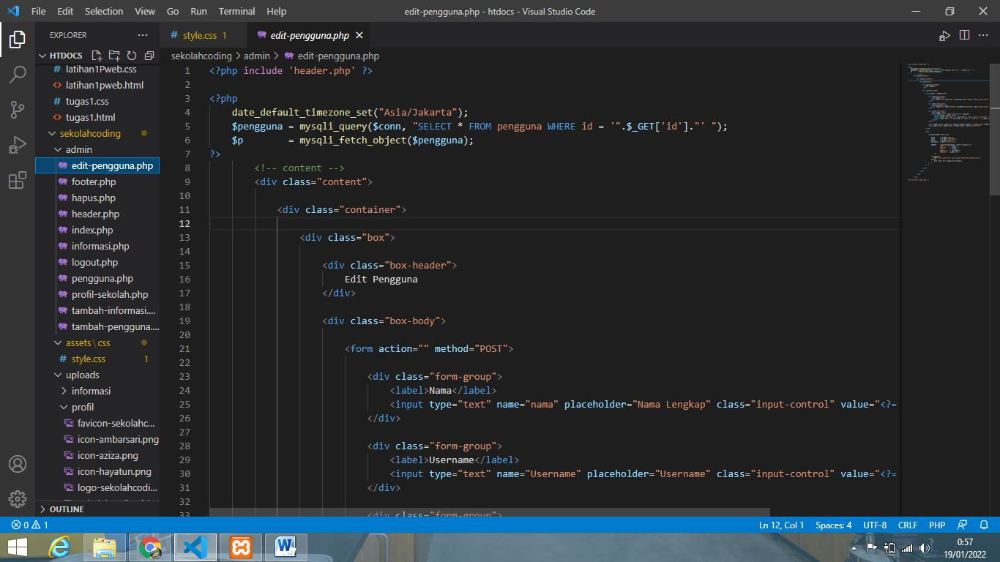 File Edit Selection View Go Run Terminal Help
edit-pengguna.php - htdocs - Visual Studio Code
EXPLORER
HTDOCS
latihan1Pweb.css
latihan1pweb.html
tugas1.css
tugas1.html
sekolahcoding
admin
edit-pengguna.php
footer.php
hapus.php
header.php
index.php
informasi.php
logout.php
pengguna.php
profil-sekolah.php
tambah-informasi....
tambah-pengguna....
assets\css
style.css 1
uploads
informasi
profil
favicon-sekolahc...
icon-ambarsari.png
icon-aziza.png
icon-hayatun.png
logo-sekolahcodi...
OUTLINE
style.css 1
edit-pengguna.php
sekolahcoding > admin > edit-pengguna.php
1 <?php include 'header.php' ?>
2
3 <?php
4 date_default_timezone_set("Asia/Jakarta");
5 $pengguna = mysqli_query($conn, "SELECT * FROM pengguna WHERE id = '".$_GET['id']."' ");
6 $p = mysqli_fetch_object($pengguna);
7 ?>
8 <!-- content -->
9 <div class="content">
10
11 <div class="container">
12
13 <div class="box">
14
15 <div class="box-header">
16 Edit Pengguna
17 </div>
18
19 <div class="box-body">
20
21 <form action="" method="POST">
22
23 <div class="form-group">
24 <label>Nama</label>
25 <input type="text" name="nama" placeholder="Nama Lengkap" class="input-control" value="<?=
26 </div>
27
28 <div class="form-group">
29 <label>Username</label>
30 <input type="text" name="Username" placeholder="Username" class="input-control" value="<?=
31 </div>
32
33 <div class="form-group">
0 1
Ln 12, Col 1 Spaces: 4 UTF-8 CRLF PHP
0:57
19/01/2022